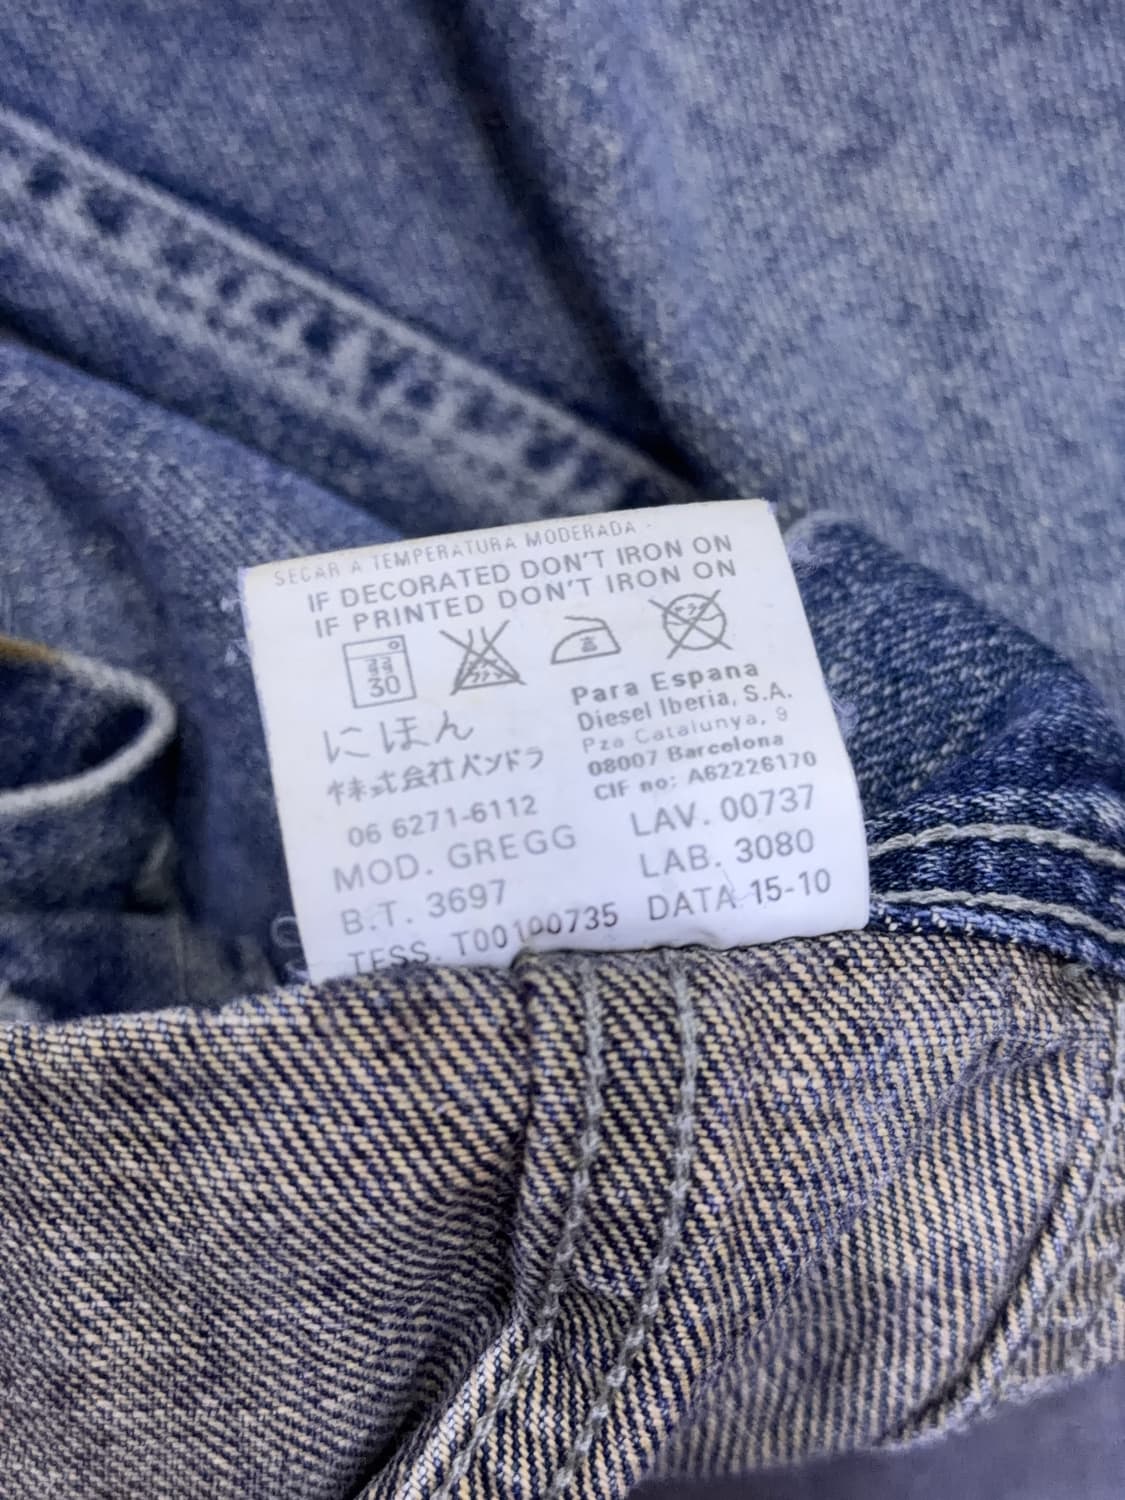 SECAR A TEMPERATURA MODERADA -
IF DECORATED DON'T IRON ON
IF PRINTED DON'T IRON ON
30
にほん
株式会社パンドラ
06 6271-6112
Para Espana
Diesel Iberia, S.A.
Pza Catalunya, 9
08007 Barcelona
CIF no: A62226170
MOD. GREGG
B.T. 3697
TESS. T00100735
LAV. 00737
LAB. 3080
DATA 15-10